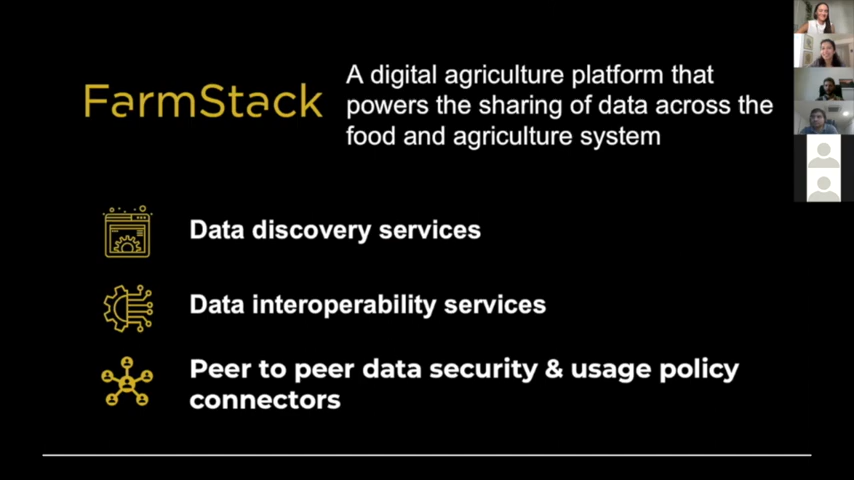 FarmStack
A digital agriculture platform that
powers the sharing of data across the
food and agriculture system
Data discovery services
Data interoperability services
Peer to peer data security & usage policy
connectors